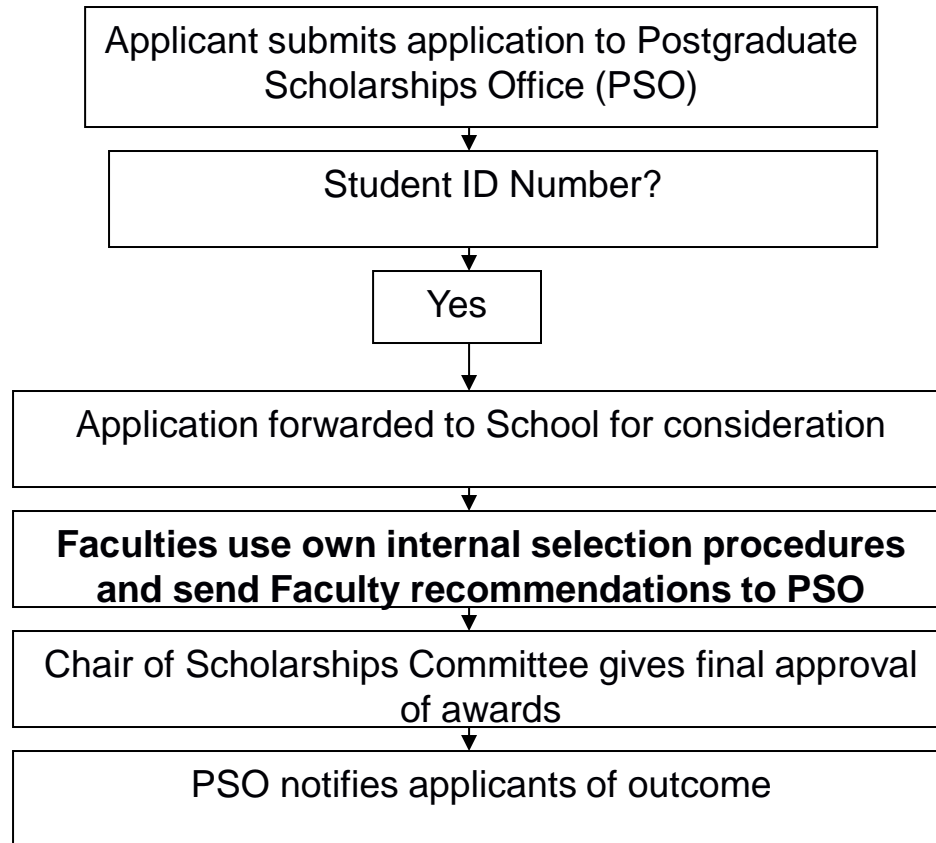 Applicant submits application to Postgraduate
Scholarships Office (PSO)
Student ID Number?
Yes
Application forwarded to School for consideration
Faculties use own internal selection procedures
and send Faculty recommendations to PSO
Chair of Scholarships Committee gives final approval
of awards
PSO notifies applicants of outcome